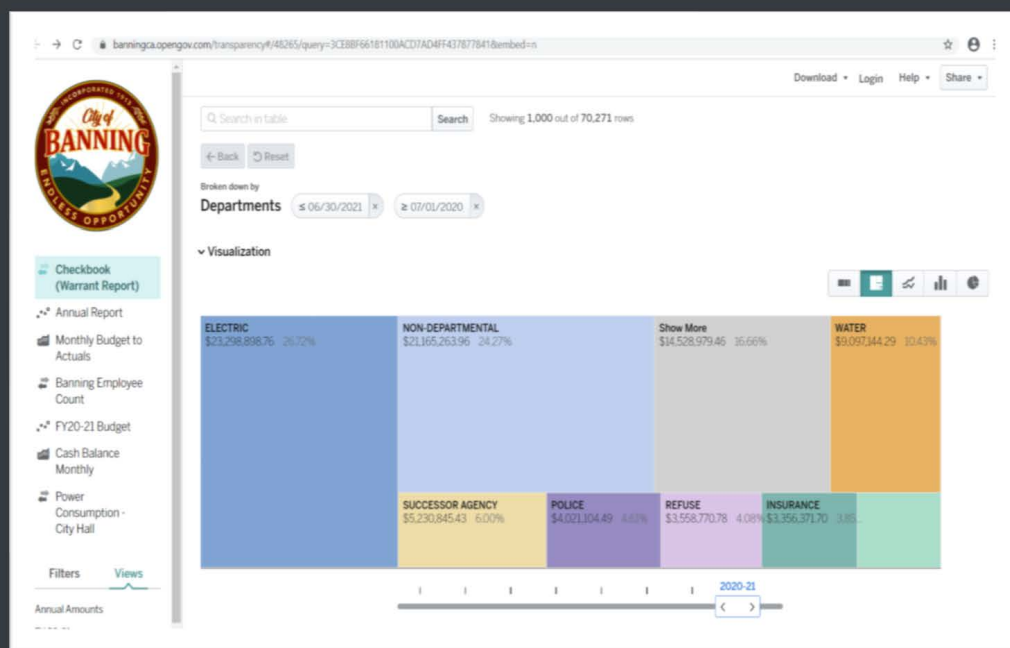 banningca.opengov.com/transparency#/48265/query=3CEBBF66181100ACD7AD4FF437877841&embed=n
Download Login Help Share
INCORPORATED 1913
City of
BANNING
ENDLESS OPPORTUNITY
Search in table
Search
Showing 1,000 out of 70,271 rows
Back Reset
Broken down by
Departments ≤ 06/30/2021 × ≥ 07/01/2020 ×
Visualization
Checkbook
(Warrant Report)
Annual Report
Monthly Budget to
Actuals
Banning Employee
Count
FY20-21 Budget
Cash Balance
Monthly
Power
Consumption -
City Hall
Filters Views
Annual Amounts
ELECTRIC
$23,298,898.76 26.72%
NON-DEPARTMENTAL
$21,165,263.96 24.27%
Show More
$14,528,979.46 16.66%
WATER
$9,097,144.29 10.43%
SUCCESSOR AGENCY
$5,230,845.43 6.00%
POLICE
$4,021,104.49 4.61%
REFUSE
$3,558,770.78 4.08%
INSURANCE
$3,356,371.70 3.85...
2020-21